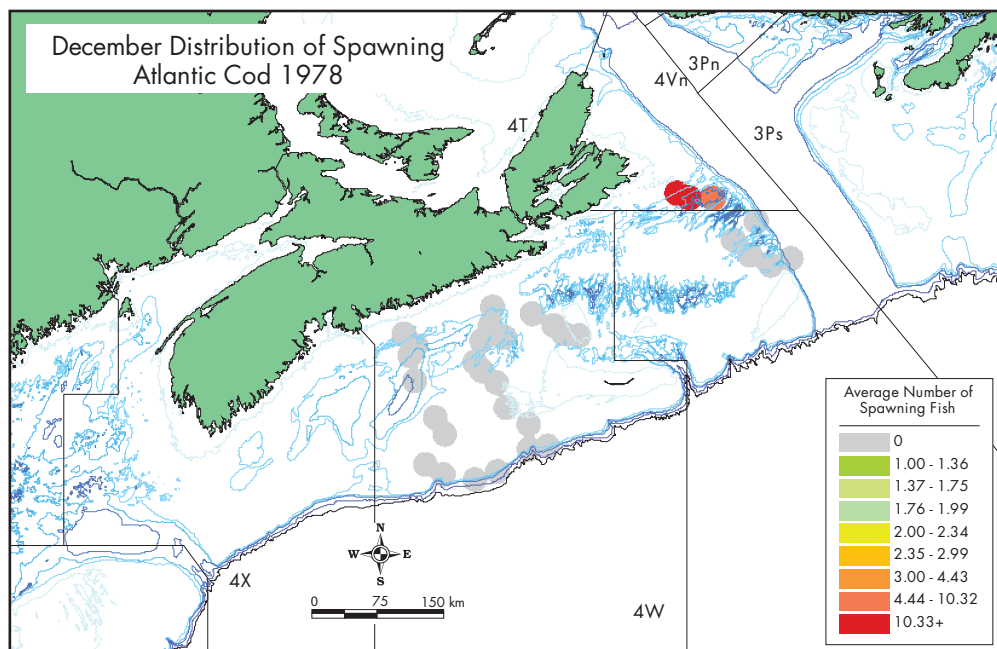 December Distribution of Spawning
Atlantic Cod 1978
3Pn
4Vn
4T
3Ps
Average Number of
Spawning Fish
0
1.00 - 1.36
1.37 - 1.75
1.76 - 1.99
2.00 - 2.34
2.35 - 2.99
3.00 - 4.43
4.44 - 10.32
10.33+
N
W E
S
4X
0 75 150 km
4W